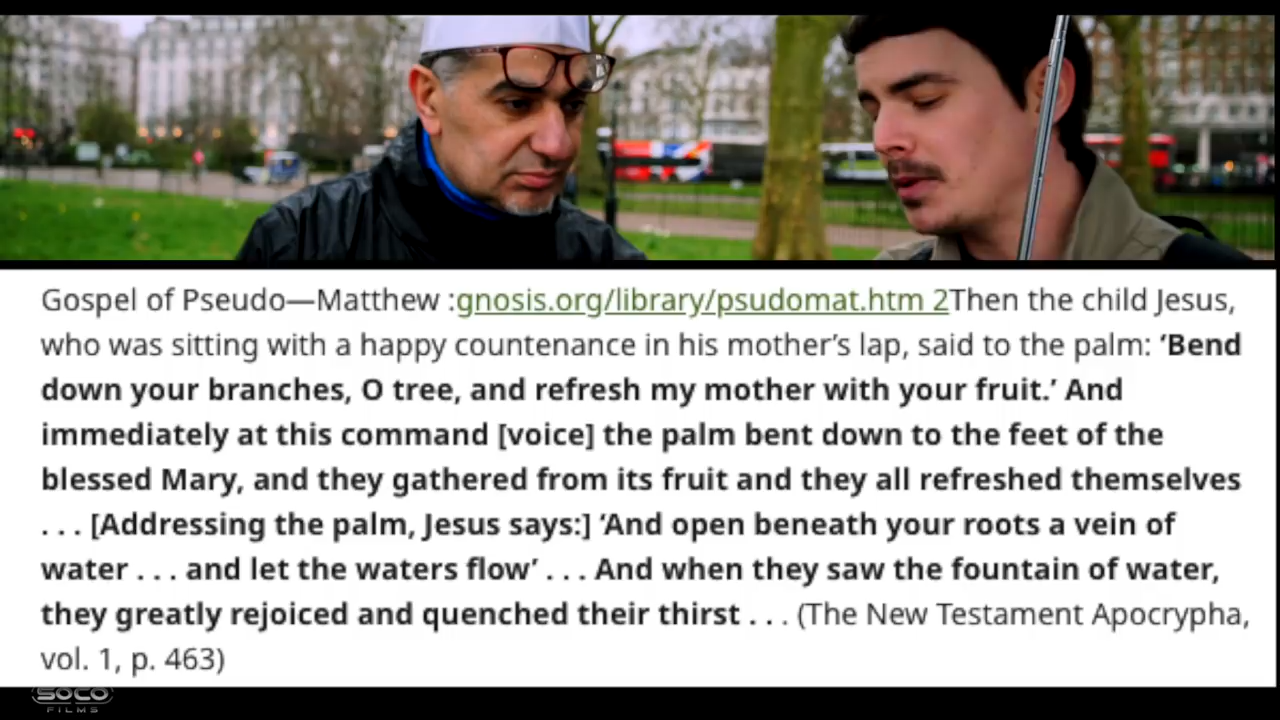 Gospel of Pseudo—Matthew :gnosis.org/library/psudomat.htm 2Then the child Jesus,
who was sitting with a happy countenance in his mother’s lap, said to the palm: ‘Bend
down your branches, O tree, and refresh my mother with your fruit.’ And
immediately at this command [voice] the palm bent down to the feet of the
blessed Mary, and they gathered from its fruit and they all refreshed themselves
. . . [Addressing the palm, Jesus says:] ‘And open beneath your roots a vein of
water . . . and let the waters flow’ . . . And when they saw the fountain of water,
they greatly rejoiced and quenched their thirst . . . (The New Testament Apocrypha,
vol. 1, p. 463)
SOCO
FILMS